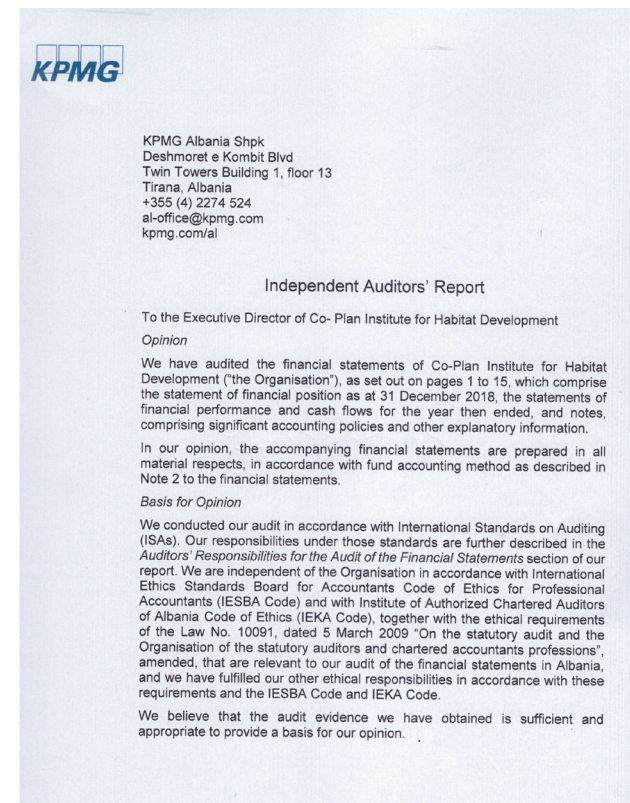 KPMG
KPMG Albania Shpk
Deshmoret e Kombit Blvd
Twin Towers Building 1, floor 13
Tirana, Albania
+355 (4) 2274 524
al-office@kpmg.com
kpmg.com/al
Independent Auditors' Report
To the Executive Director of Co- Plan Institute for Habitat Development
Opinion
We have audited the financial statements of Co-Plan Institute for Habitat
Development ("the Organisation"), as set out on pages 1 to 15, which comprise
the statement of financial position as at 31 December 2018, the statements of
financial performance and cash flows for the year then ended, and notes,
comprising significant accounting policies and other explanatory information.
In our opinion, the accompanying financial statements are prepared in all
material respects, in accordance with fund accounting method as described in
Note 2 to the financial statements.
Basis for Opinion
We conducted our audit in accordance with International Standards on Auditing
(ISAs). Our responsibilities under those standards are further described in the
Auditors' Responsibilities for the Audit of the Financial Statements section of our
report. We are independent of the Organisation in accordance with International
Ethics Standards Board for Accountants Code of Ethics for Professional
Accountants (IESBA Code) and with Institute of Authorized Chartered Auditors
of Albania Code of Ethics (IEKA Code), together with the ethical requirements
of the Law No. 10091, dated 5 March 2009 "On the statutory audit and the
Organisation of the statutory auditors and chartered accountants professions",
amended, that are relevant to our audit of the financial statements in Albania,
and we have fulfilled our other ethical responsibilities in accordance with these
requirements and the IESBA Code and IEKA Code.
We believe that the audit evidence we have obtained is sufficient and
appropriate to provide a basis for our opinion.